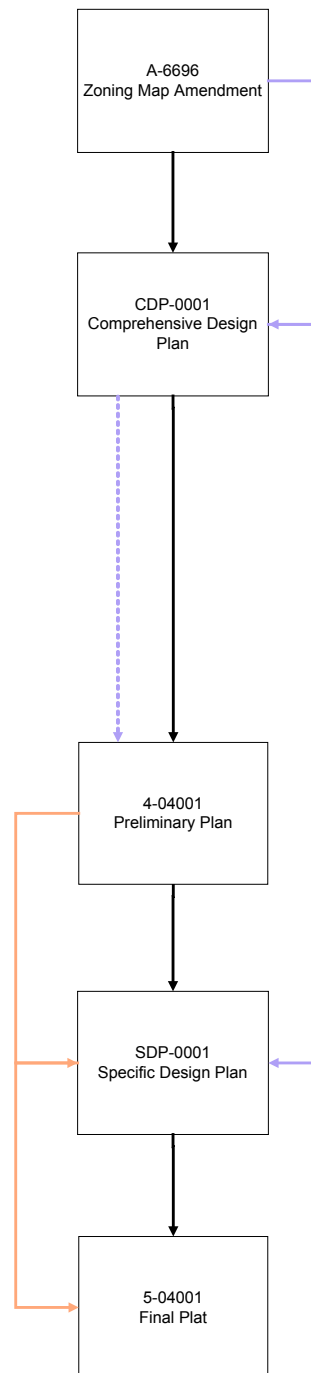 A-6696
Zoning Map Amendment
CDP-0001
Comprehensive Design
Plan
4-04001
Preliminary Plan
SDP-0001
Specific Design Plan
5-04001
Final Plat